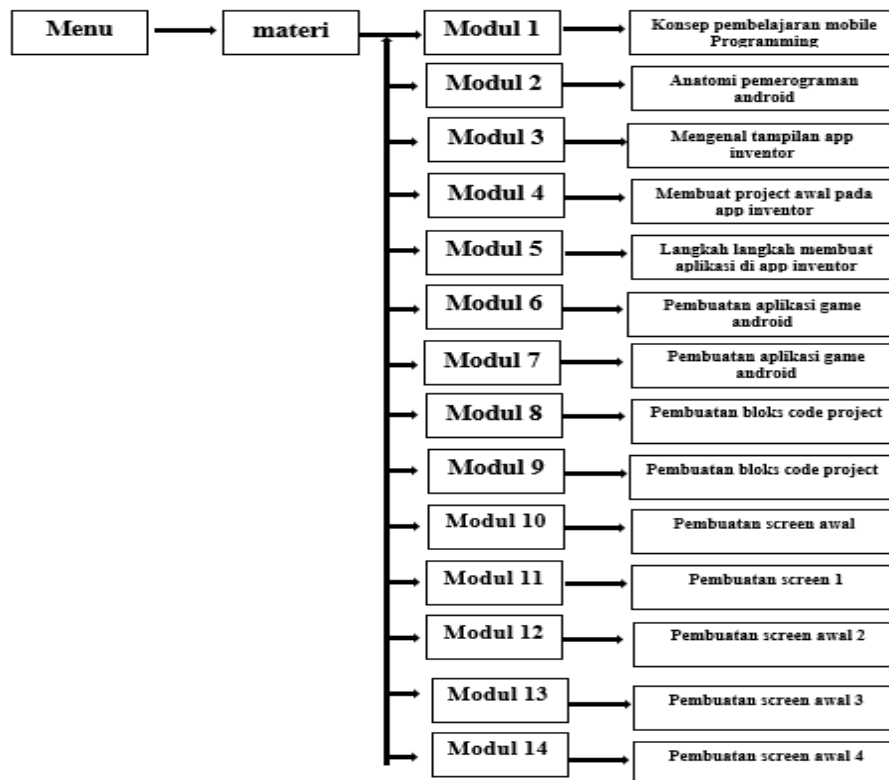 Menu
materi
Modul 1
Konsep pembelajaran mobile
Programming
Modul 2
Anatomi pemerograman
android
Modul 3
Mengenal tampilan app
inventor
Modul 4
Membuat project awal pada
app inventor
Modul 5
Langkah langkah membuat
aplikasi di app inventor
Modul 6
Pembuatan aplikasi game
android
Modul 7
Pembuatan aplikasi game
android
Modul 8
Pembuatan bloks code project
Modul 9
Pembuatan bloks code project
Modul 10
Pembuatan screen awal
Modul 11
Pembuatan screen 1
Modul 12
Pembuatan screen awal 2
Modul 13
Pembuatan screen awal 3
Modul 14
Pembuatan screen awal 4